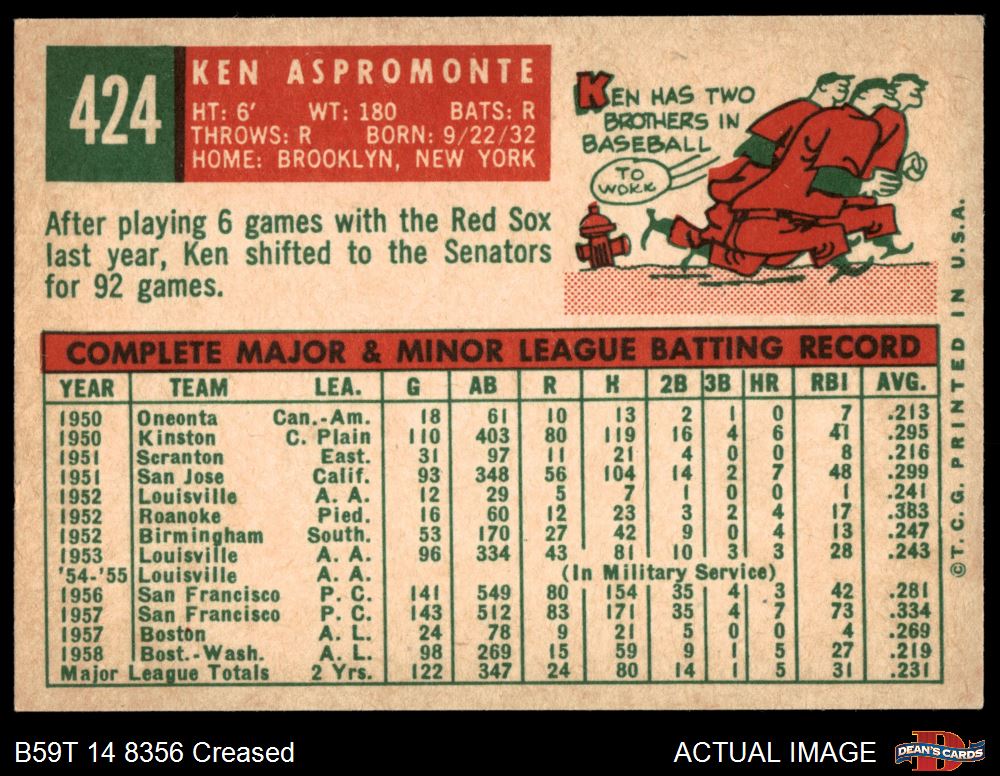 424
KEN ASPROMONTE
HT: 6' WT: 180 BATS: R
THROWS: R BORN: 9/22/32
HOME: BROOKLYN, NEW YORK
KEN HAS TWO
BROTHERS IN
BASEBALL
TO
WORK
After playing 6 games with the Red Sox
last year, Ken shifted to the Senators
for 92 games.
COMPLETE MAJOR & MINOR LEAGUE BATTING RECORD
YEAR TEAM LEA. G AB R H 2B 3B HR RBI AVG.
1950 Oneonta Can.-Am. 18 61 10 13 2 1 0 7 .213
1950 Kinston C. Plain 110 403 80 119 16 4 6 41 .295
1951 Scranton East. 31 97 11 21 4 0 0 8 .216
1951 San Jose Calif. 93 348 56 104 14 2 7 48 .299
1952 Louisville A. A. 12 29 5 7 1 0 0 1 .241
1952 Roanoke Pied. 16 60 12 23 3 2 4 17 .383
1952 Birmingham South. 53 170 27 42 9 0 4 13 .247
1953 Louisville A. A. 96 334 43 81 10 3 3 28 .243
'54-'55 Louisville A. A. (In Military Service)
1956 San Francisco P. C. 141 549 80 154 35 4 3 42 .281
1957 San Francisco P. C. 143 512 83 171 35 4 7 73 .334
1957 Boston A. L. 24 78 9 21 5 0 0 4 .269
1958 Bost.-Wash. A. L. 98 269 15 59 9 1 5 27 .219
Major League Totals 2 Yrs. 122 347 24 80 14 1 5 31 .231
©T. C. G. PRINTED IN U.S.A.
B59T 14 8356 Creased
ACTUAL IMAGE
DEAN'S CARDS